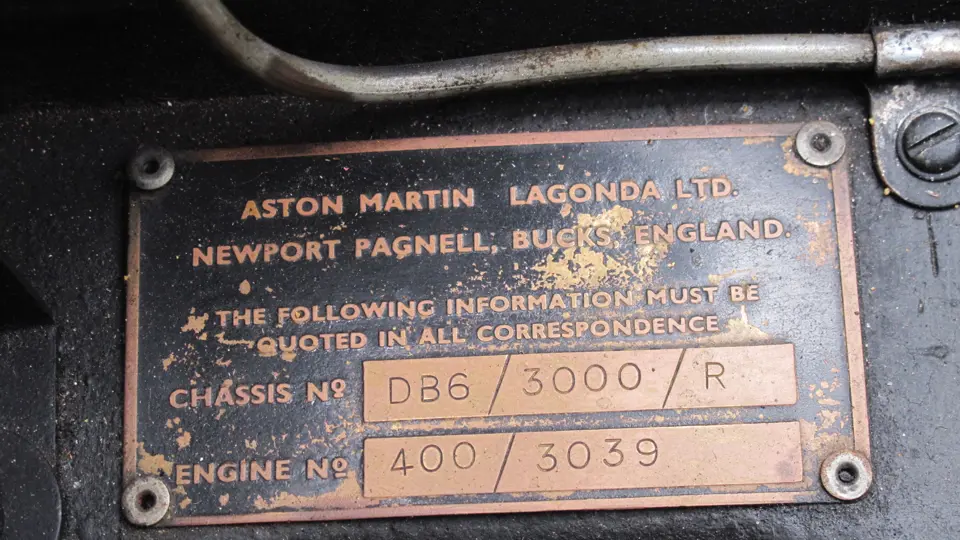 ASTON MARTIN LAGONDA LTD.
NEWPORT PAGNELL, BUCKS, ENGLAND.
THE FOLLOWING INFORMATION MUST BE
QUOTED IN ALL CORRESPONDENCE
CHASSIS Nº DB6 / 3000 / R
ENGINE Nº 400 / 3039